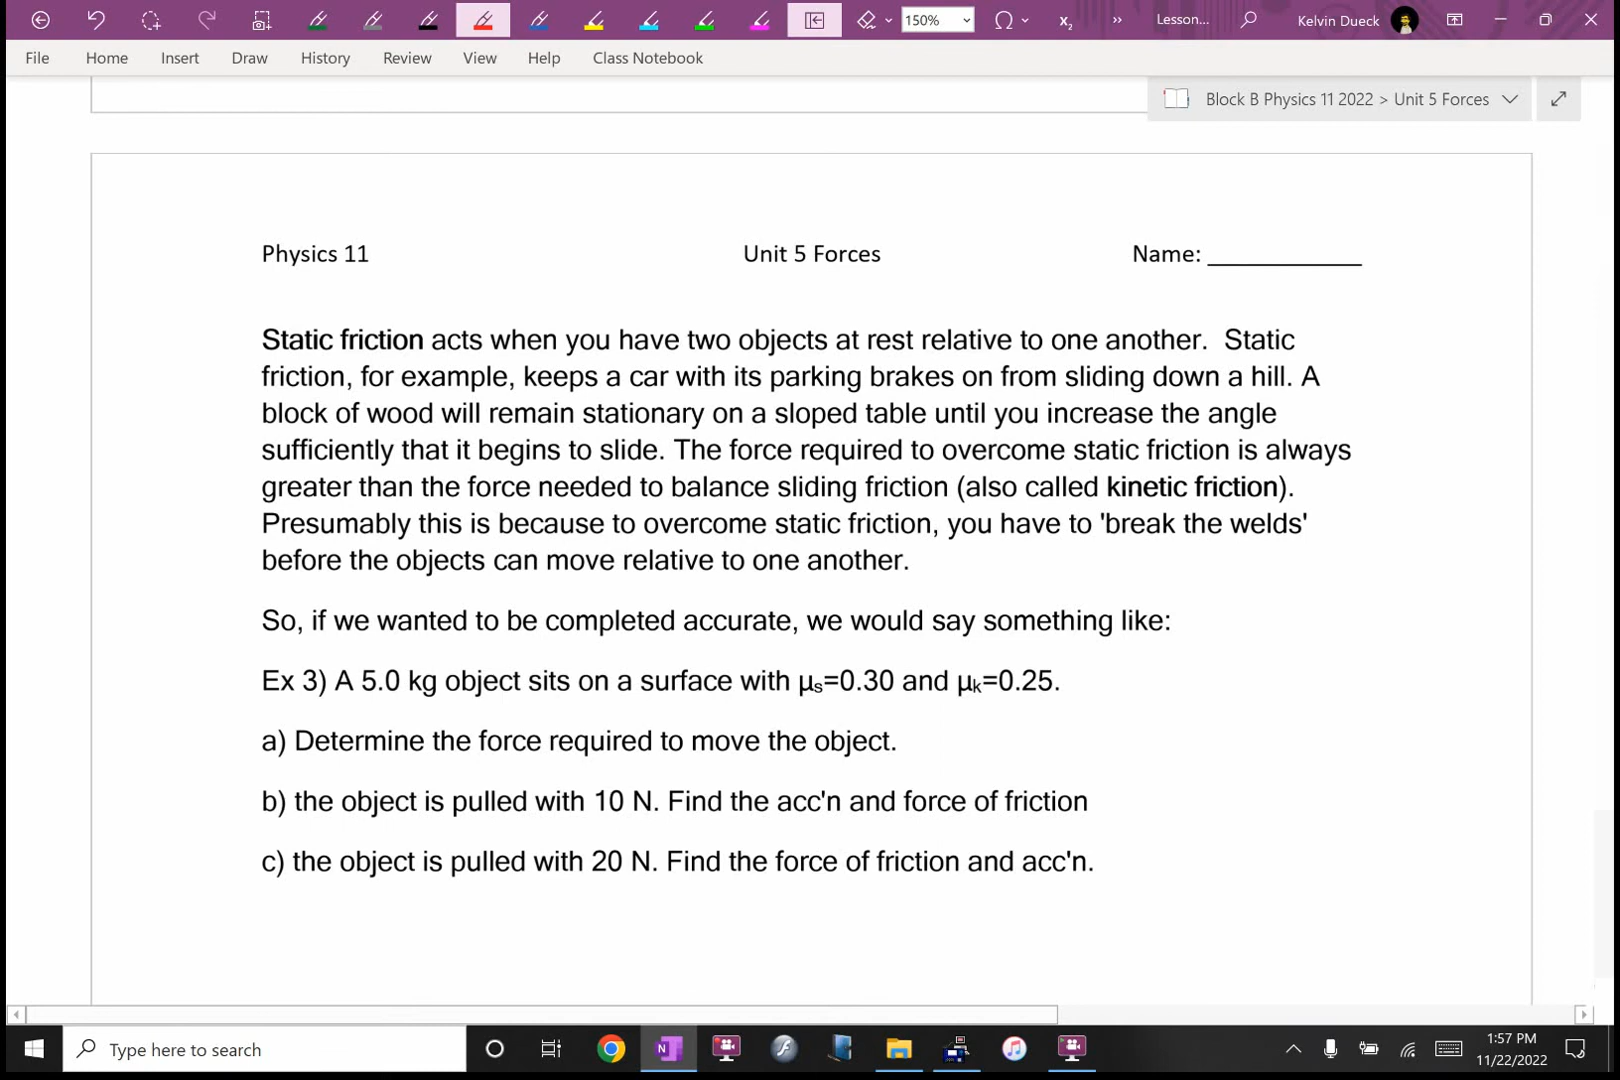 150% Ω x₂ Lesson... Kelvin Dueck
File Home Insert Draw History Review View Help Class Notebook
Block B Physics 11 2022 > Unit 5 Forces
Physics 11 Unit 5 Forces Name: ____________
Static friction acts when you have two objects at rest relative to one another. Static
friction, for example, keeps a car with its parking brakes on from sliding down a hill. A
block of wood will remain stationary on a sloped table until you increase the angle
sufficiently that it begins to slide. The force required to overcome static friction is always
greater than the force needed to balance sliding friction (also called kinetic friction).
Presumably this is because to overcome static friction, you have to 'break the welds'
before the objects can move relative to one another.
So, if we wanted to be completed accurate, we would say something like:
Ex 3) A 5.0 kg object sits on a surface with μₛ=0.30 and μₖ=0.25.
a) Determine the force required to move the object.
b) the object is pulled with 10 N. Find the acc'n and force of friction
c) the object is pulled with 20 N. Find the force of friction and acc'n.
Type here to search
N
1:57 PM
11/22/2022